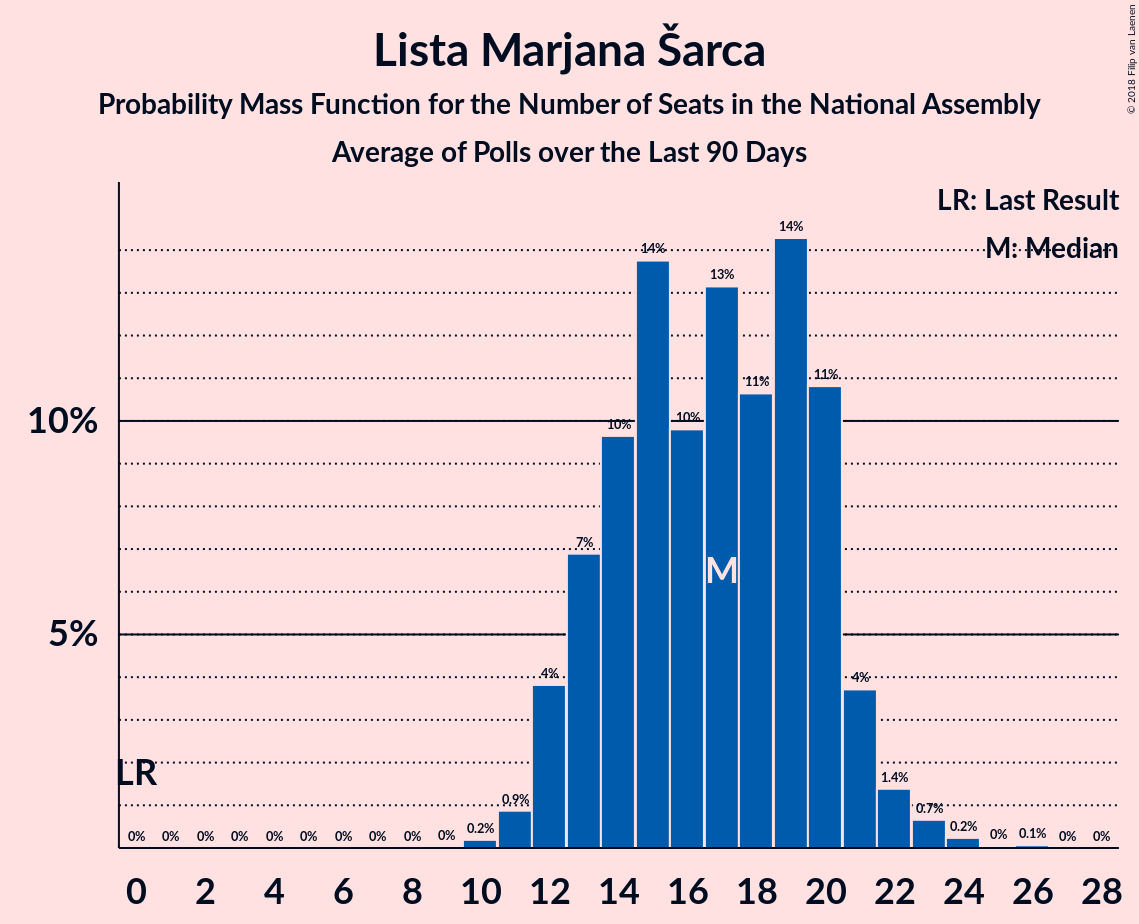 Lista Marjana Šarca
Probability Mass Function for the Number of Seats in the National Assembly
Average of Polls over the Last 90 Days
© 2018 Filip van Laenen
LR: Last Result
M: Median
10%
5%
LR
M
0% 0% 0% 0% 0% 0% 0% 0% 0% 0% 0.2% 0.9% 4% 7% 10% 14% 10% 13% 11% 14% 11% 4% 1.4% 0.7% 0.2% 0% 0.1% 0% 0%
0 2 4 6 8 10 12 14 16 18 20 22 24 26 28